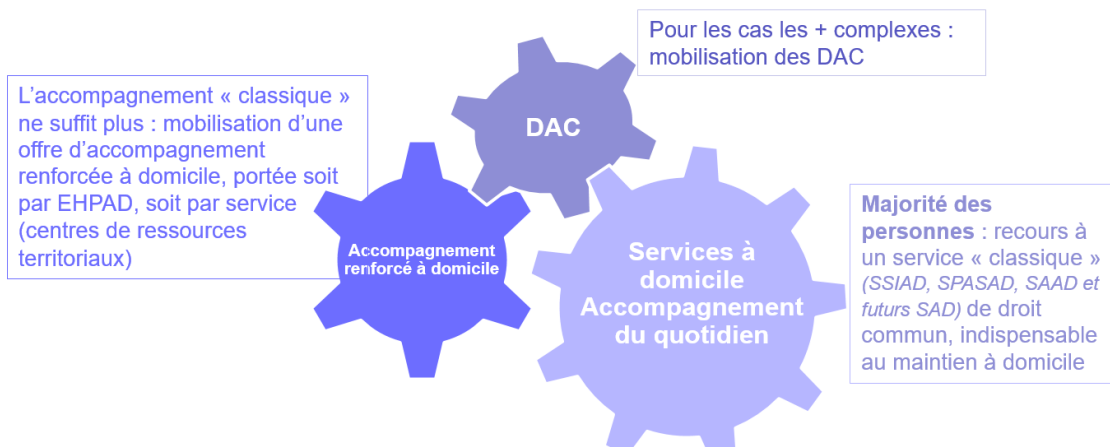 Pour les cas les + complexes :
mobilisation des DAC
L'accompagnement « classique »
ne suffit plus : mobilisation d'une
offre d'accompagnement
renforcée à domicile, portée soit
par EHPAD, soit par service
(centres de ressources
territoriaux)
DAC
Accompagnement
renforcé à domicile
Services à
domicile
Accompagnement
du quotidien
Majorité des
personnes : recours à
un service « classique »
(SSIAD, SPASAD, SAAD et
futurs SAD) de droit
commun, indispensable
au maintien à domicile